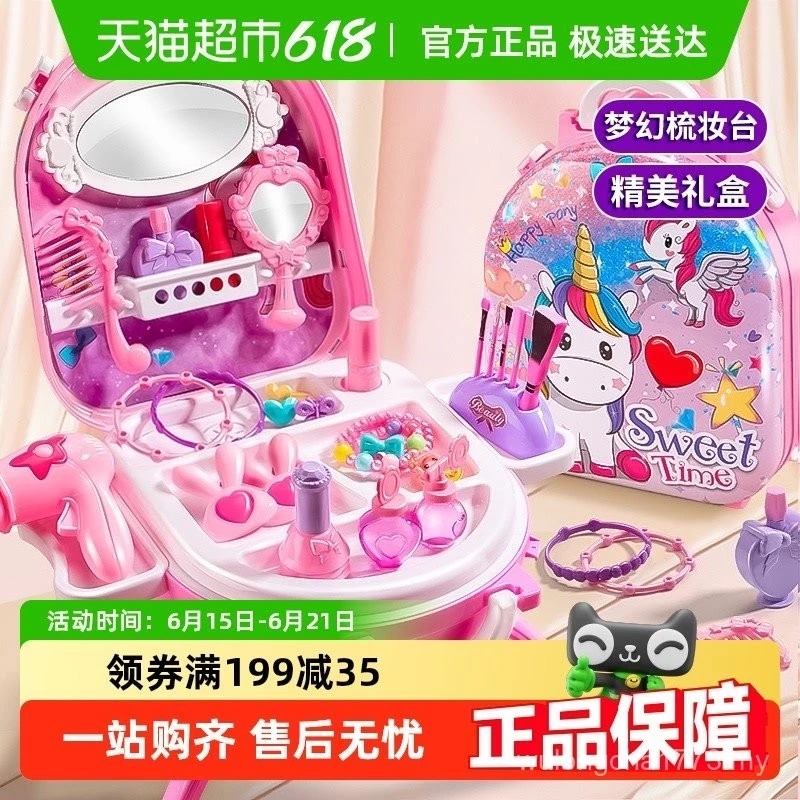 天猫超市618 | 官方正品 极速送达
梦幻梳妆台
精美礼盒
Happy Pony
Beauty
Sweet
Time
活动时间：6月15日-6月21日
领券满199减35
一站购齐 售后无忧
正品保障